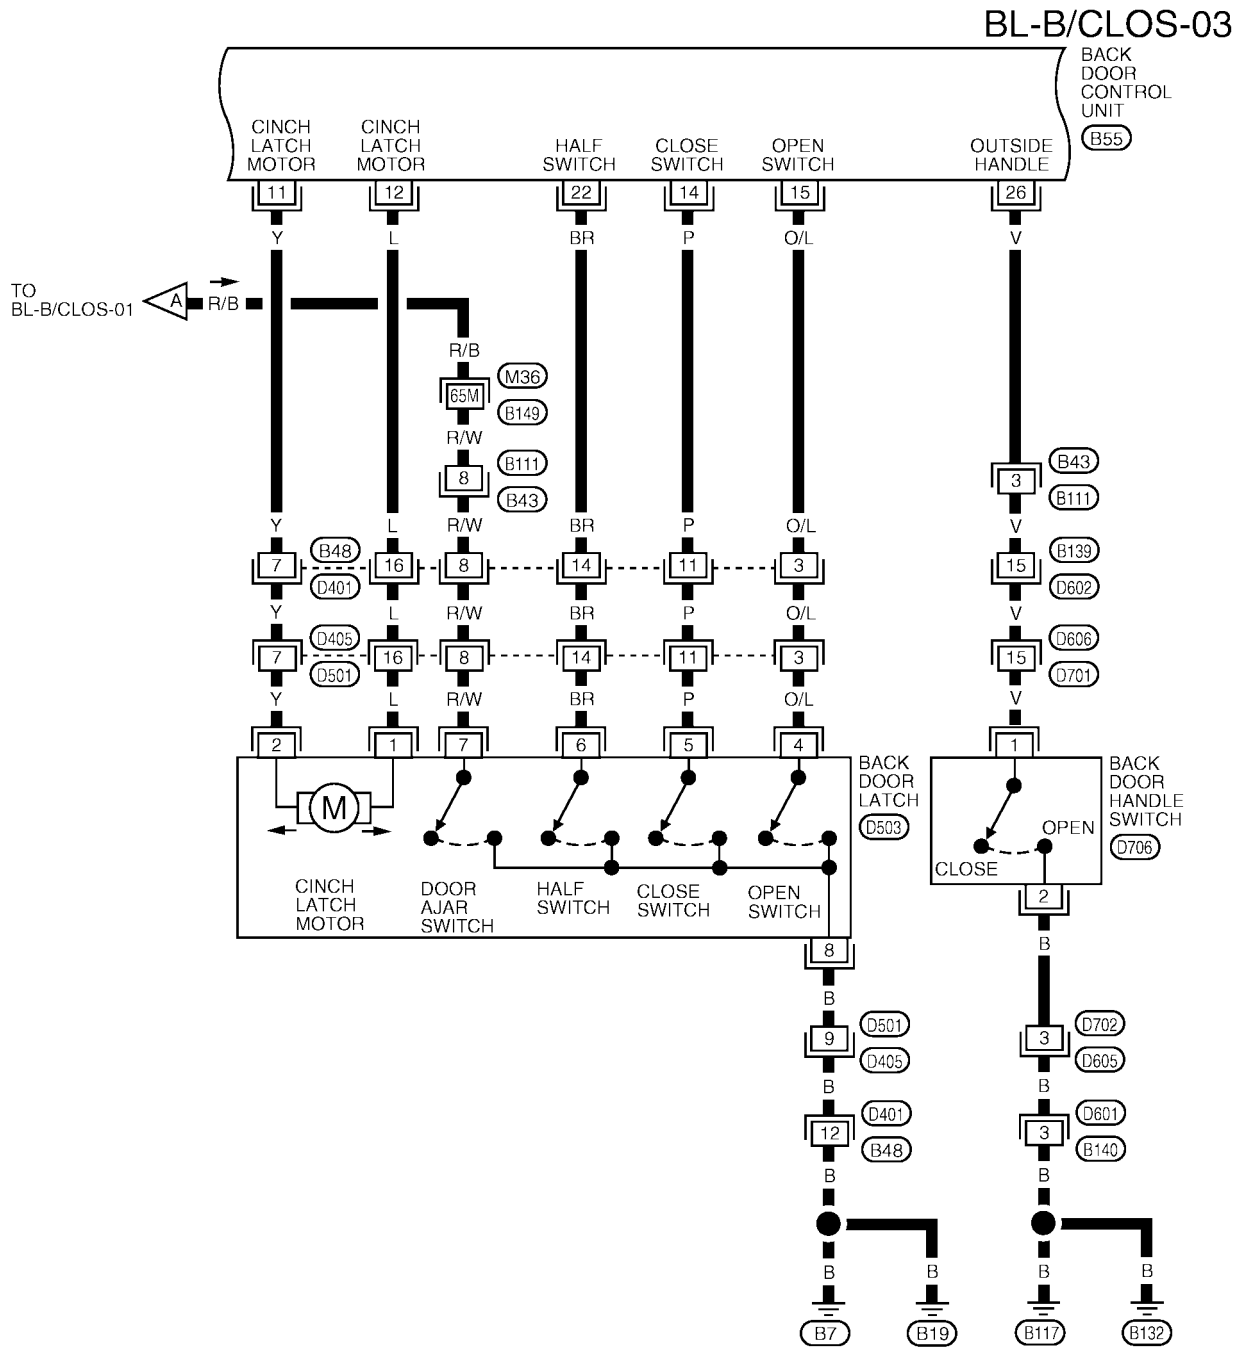 BL-B/CLOS-03
BACK
DOOR
CONTROL
UNIT
B55
CINCH
LATCH
MOTOR
CINCH
LATCH
MOTOR
HALF
SWITCH
CLOSE
SWITCH
OPEN
SWITCH
OUTSIDE
HANDLE
11 12 22 14 15 26
Y L BR P O/L V
TO
BL-B/CLOS-01
A R/B
R/B
65M
M36
B149
R/W
8
B111
B43
3
B43
B111
Y L R/W BR P O/L V
7 16 8 14 11 3 15
B48
D401
B139
D602
Y L R/W BR P O/L V
7 16 8 14 11 3 15
D405
D501
D606
D701
Y L R/W BR P O/L V
2 1 7 6 5 4 1
M
BACK
DOOR
LATCH
D503
BACK
DOOR
HANDLE
SWITCH
D706
OPEN
CLOSE
CINCH
LATCH
MOTOR
DOOR
AJAR
SWITCH
HALF
SWITCH
CLOSE
SWITCH
OPEN
SWITCH
8 2
B B
9
D501
D405
3
D702
D605
B B
12
D401
B48
3
D601
B140
B B
B B B B
B7 B19 B117 B132